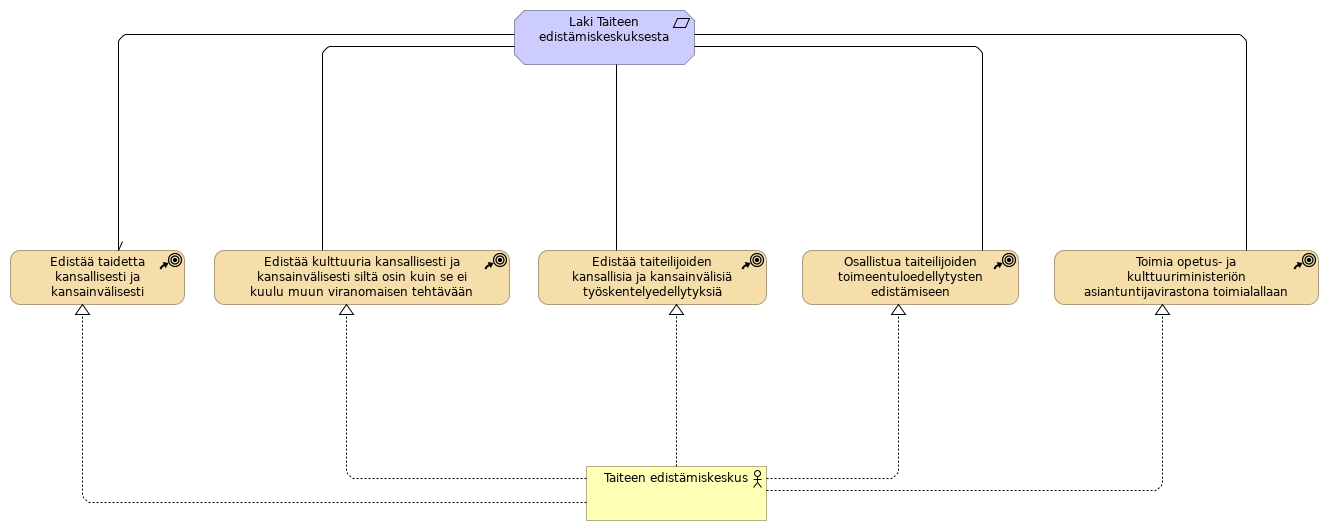 Laki Taiteen
edistämiskeskuksesta
Edistää taidetta
kansallisesti ja
kansainvälisesti
Edistää kulttuuria kansallisesti ja
kansainvälisesti siltä osin kuin se ei
kuulu muun viranomaisen tehtävään
Edistää taiteilijoiden
kansallisia ja kansainvälisiä
työskentelyedellytyksiä
Osallistua taiteilijoiden
toimeentuloedellytysten
edistämiseen
Toimia opetus- ja
kulttuuriministeriön
asiantuntijavirastona toimialallaan
Taiteen edistämiskeskus